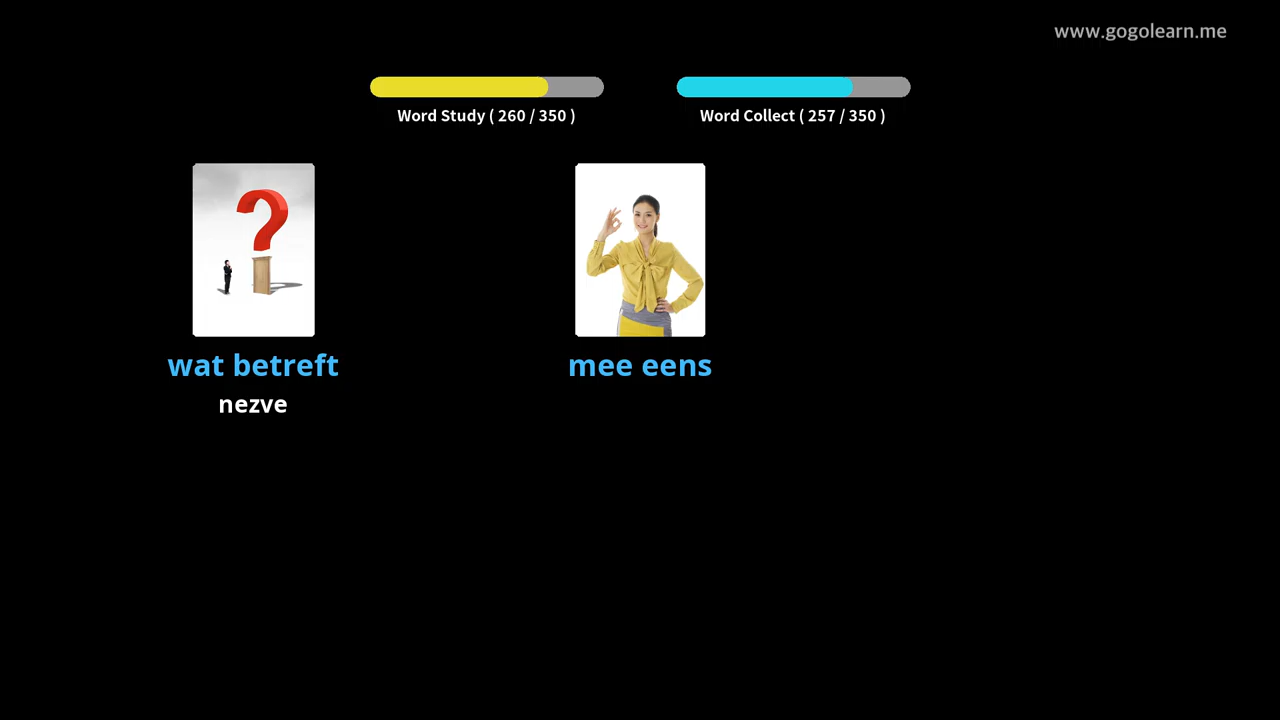 www.gogolearn.me
Word Study ( 260 / 350 )
Word Collect ( 257 / 350 )
wat betreft
nezve
mee eens